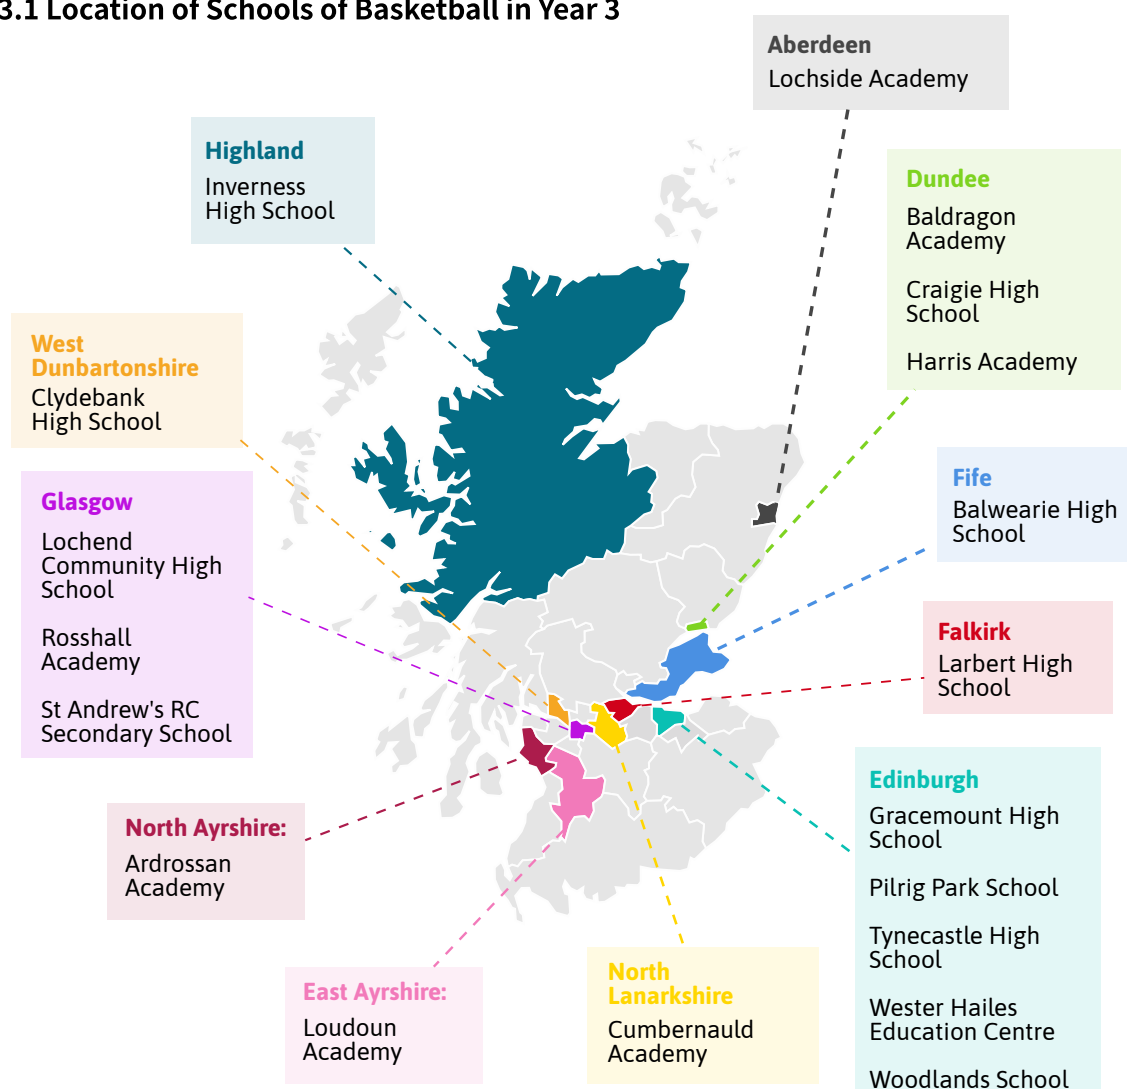 3.1 Location of Schools of Basketball in Year 3
Aberdeen
Lochside Academy
Highland
Inverness
High School
Dundee
Baldragon
Academy
Craigie High
School
Harris Academy
West
Dunbartonshire
Clydebank
High School
Fife
Balwearie High
School
Glasgow
Lochend
Community High
School
Rosshall
Academy
St Andrew's RC
Secondary School
Falkirk
Larbert High
School
Edinburgh
Gracemount High
School
Pilrig Park School
Tynecastle High
School
Wester Hailes
Education Centre
Woodlands School
North Ayrshire:
Ardrossan
Academy
East Ayrshire:
Loudoun
Academy
North
Lanarkshire
Cumbernauld
Academy